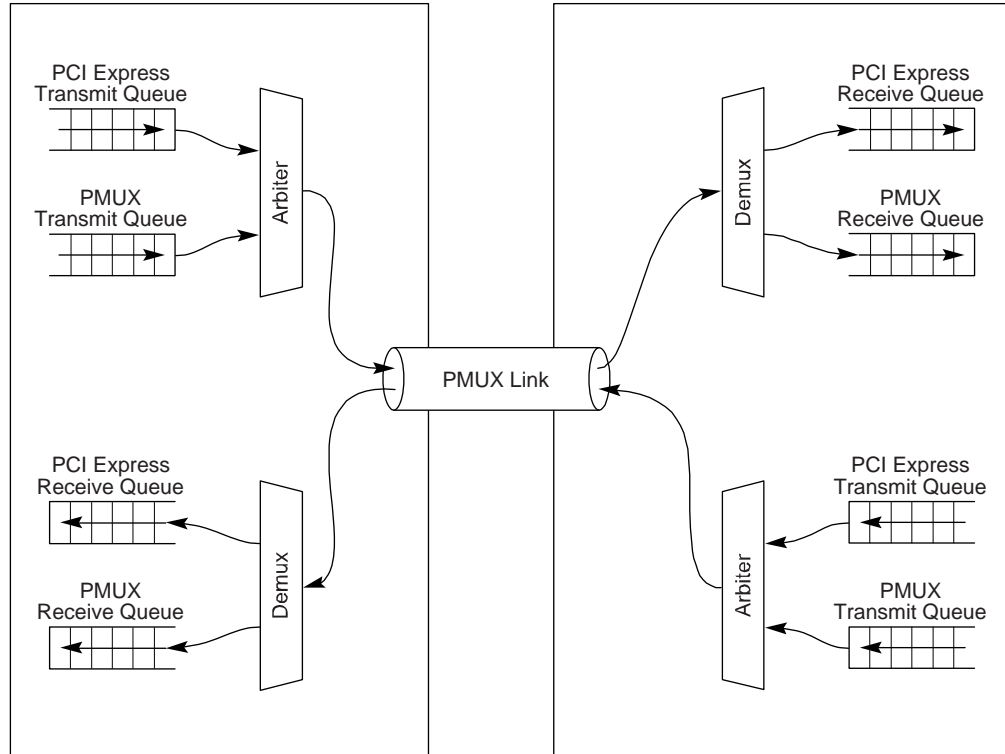 PCI Express
Transmit Queue
PMUX
Transmit Queue
Arbiter
Demux
PCI Express
Receive Queue
PMUX
Receive Queue
PMUX Link
PCI Express
Receive Queue
PMUX
Receive Queue
Demux
Arbiter
PCI Express
Transmit Queue
PMUX
Transmit Queue